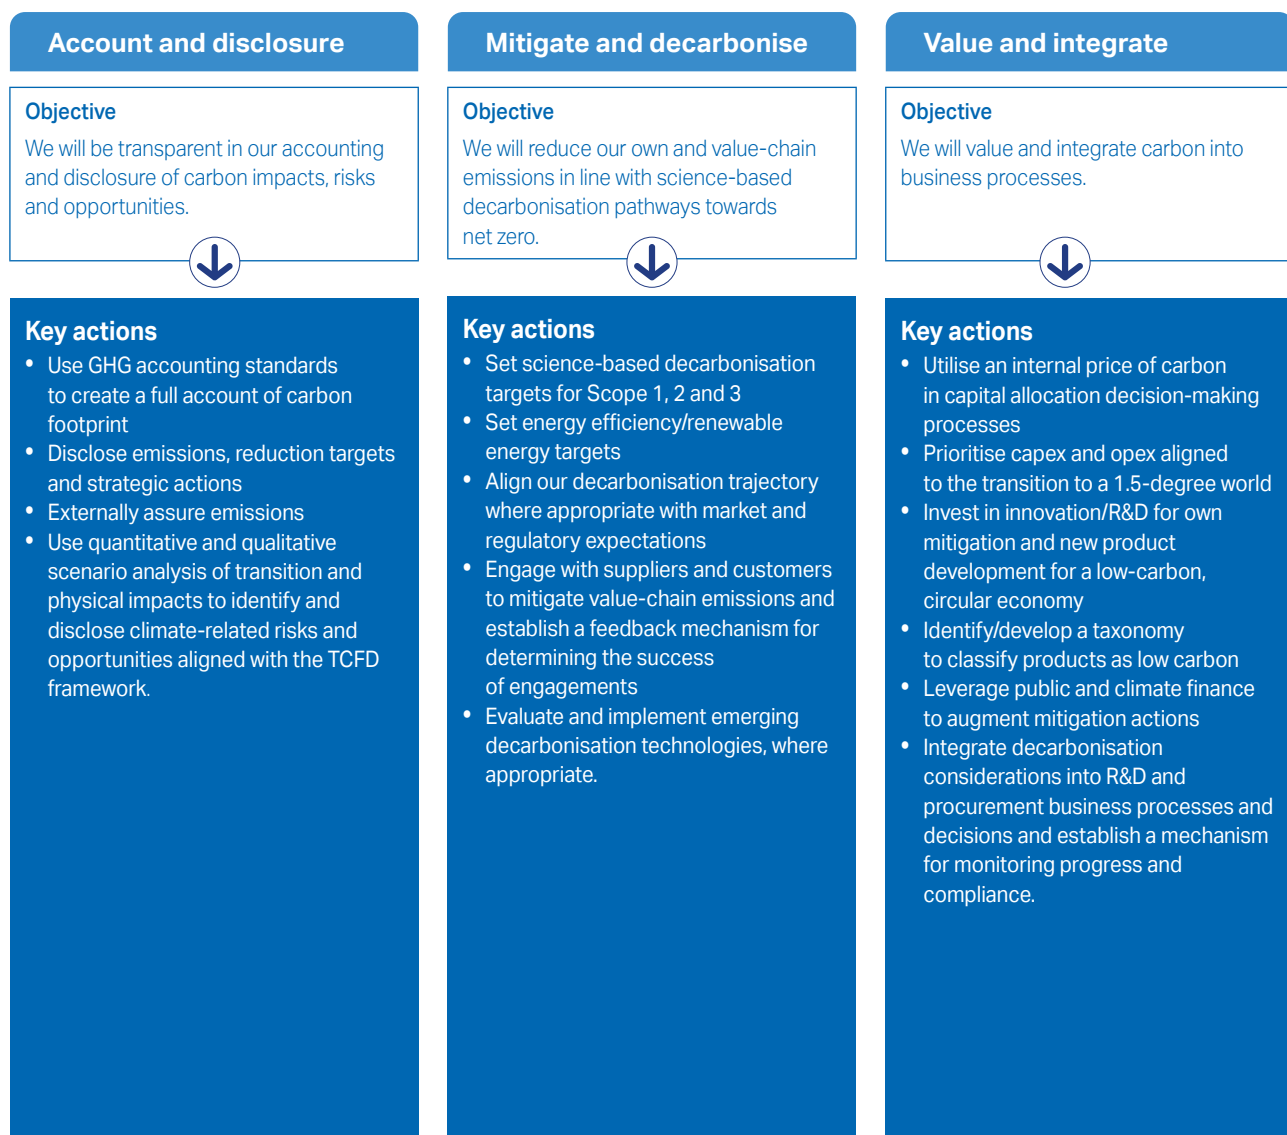 Account and disclosure
Objective
We will be transparent in our accounting
and disclosure of carbon impacts, risks
and opportunities.
Key actions
• Use GHG accounting standards
to create a full account of carbon
footprint
• Disclose emissions, reduction targets
and strategic actions
• Externally assure emissions
• Use quantitative and qualitative
scenario analysis of transition and
physical impacts to identify and
disclose climate-related risks and
opportunities aligned with the TCFD
framework.
Mitigate and decarbonise
Objective
We will reduce our own and value-chain
emissions in line with science-based
decarbonisation pathways towards
net zero.
Key actions
• Set science-based decarbonisation
targets for Scope 1, 2 and 3
• Set energy efficiency/renewable
energy targets
• Align our decarbonisation trajectory
where appropriate with market and
regulatory expectations
• Engage with suppliers and customers
to mitigate value-chain emissions and
establish a feedback mechanism for
determining the success
of engagements
• Evaluate and implement emerging
decarbonisation technologies, where
appropriate.
Value and integrate
Objective
We will value and integrate carbon into
business processes.
Key actions
• Utilise an internal price of carbon
in capital allocation decision-making
processes
• Prioritise capex and opex aligned
to the transition to a 1.5-degree world
• Invest in innovation/R&D for own
mitigation and new product
development for a low-carbon,
circular economy
• Identify/develop a taxonomy
to classify products as low carbon
• Leverage public and climate finance
to augment mitigation actions
• Integrate decarbonisation
considerations into R&D and
procurement business processes and
decisions and establish a mechanism
for monitoring progress and
compliance.